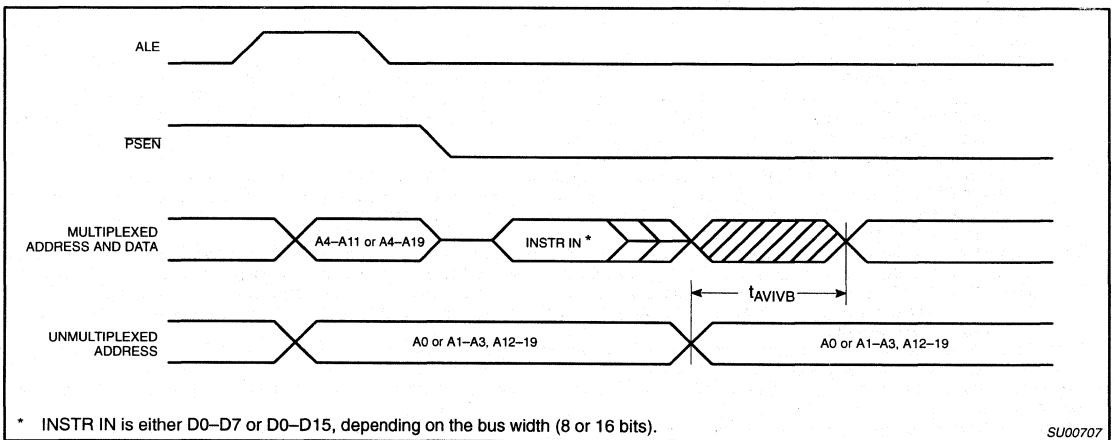 ALE
PSEN
MULTIPLEXED
ADDRESS AND DATA
A4–A11 or A4–A19
INSTR IN *
tAVIVB
UNMULTIPLEXED
ADDRESS
A0 or A1–A3, A12–19
A0 or A1–A3, A12–19
* INSTR IN is either D0–D7 or D0–D15, depending on the bus width (8 or 16 bits).
SU00707